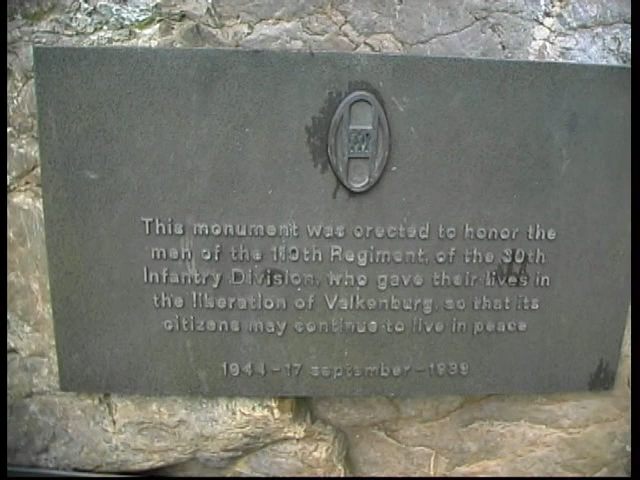 This monument was erected to honor the
men of the 119th Regiment, of the 30th
Infantry Division, who gave their lives in
the liberation of Valkenburg, so that its
citizens may continue to live in peace
1944-17 september-1989